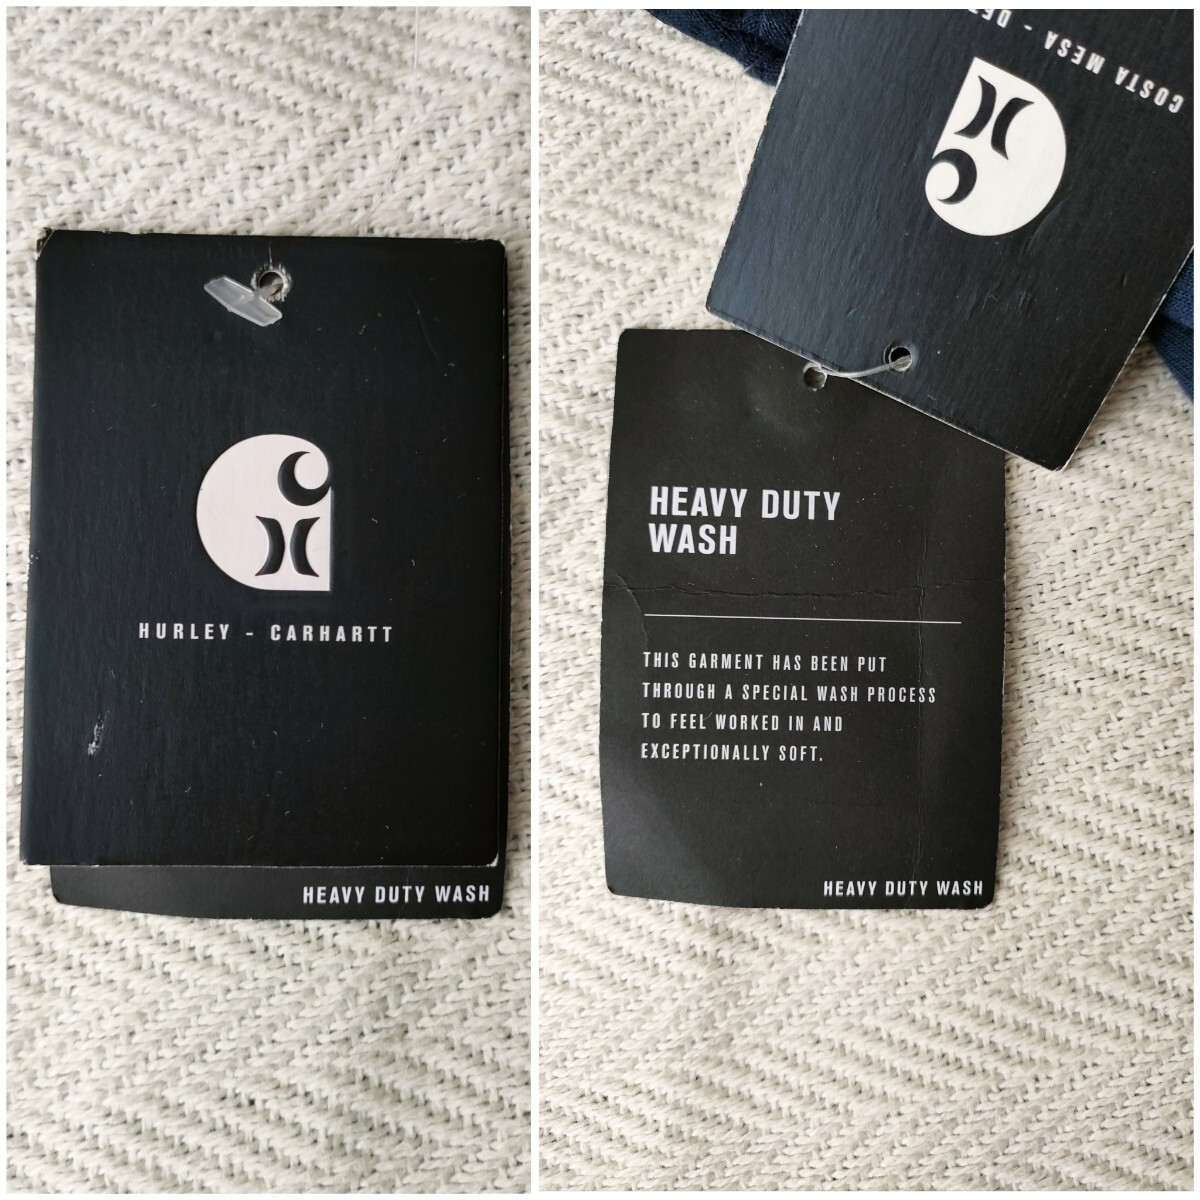 HURLEY - CARHARTT
HEAVY DUTY WASH
COSTA MESA -
HEAVY DUTY
WASH
THIS GARMENT HAS BEEN PUT
THROUGH A SPECIAL WASH PROCESS
TO FEEL WORKED IN AND
EXCEPTIONALLY SOFT.
HEAVY DUTY WASH